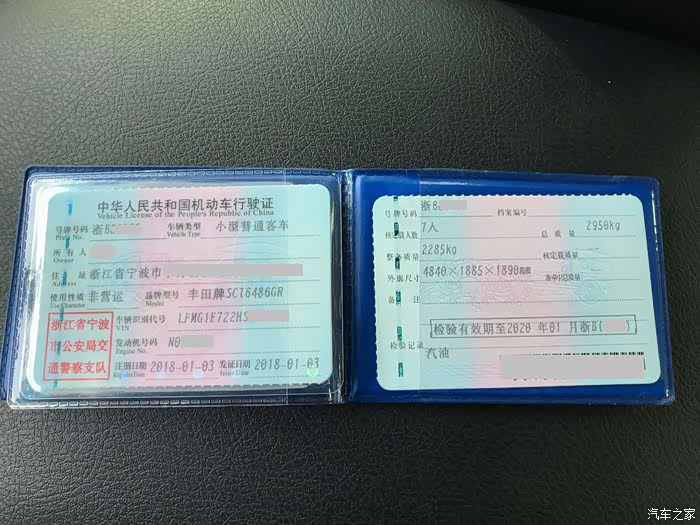 中华人民共和国机动车行驶证
Vehicle License of the People's Republic of China
号牌号码 浙B 车辆类型 小型普通客车
Plate No. Vehicle Type
所有人
Owner
住址 浙江省宁波市
Address
使用性质 非营运 品牌型号 丰田牌SCT6486GR
Use Character Model
浙江省宁波
市公安局交
通警察支队
车辆识别代号 LFMG1E722HS
VIN
发动机号码 N0
Engine No.
注册日期 2018-01-03 发证日期 2018-01-03
Register Date Issue Date
号牌号码 浙B 档案编号
核定载人数 7人 总质量 2950kg
整备质量 2285kg 核定载质量
外廓尺寸 4840×1885×1890 准牵引总质量
备注
检验有效期至2020年01月浙B( )
检验记录
汽油
汽车之家